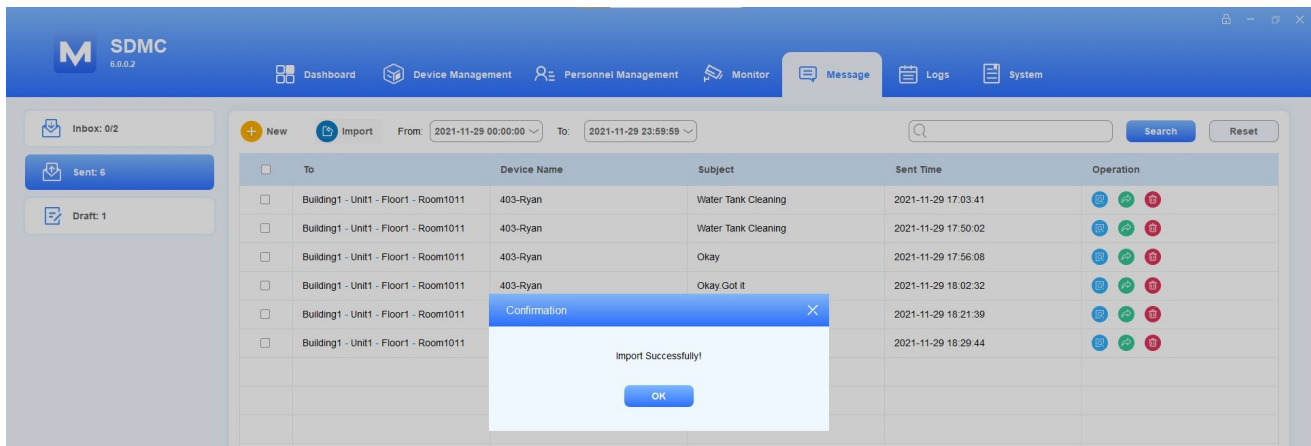 SDMC
6.0.0.2
Dashboard Device Management Personnel Management Monitor Message Logs System
Inbox: 0/2
Sent: 6
Draft: 1
New Import From: 2021-11-29 00:00:00 To: 2021-11-29 23:59:59 Search Reset
To Device Name Subject Sent Time Operation
Building1 - Unit1 - Floor1 - Room1011 403-Ryan Water Tank Cleaning 2021-11-29 17:03:41
Building1 - Unit1 - Floor1 - Room1011 403-Ryan Water Tank Cleaning 2021-11-29 17:50:02
Building1 - Unit1 - Floor1 - Room1011 403-Ryan Okay 2021-11-29 17:56:08
Building1 - Unit1 - Floor1 - Room1011 403-Ryan Okay.Got it 2021-11-29 18:02:32
Building1 - Unit1 - Floor1 - Room1011 2021-11-29 18:21:39
Building1 - Unit1 - Floor1 - Room1011 2021-11-29 18:29:44
Confirmation
Import Successfully!
OK